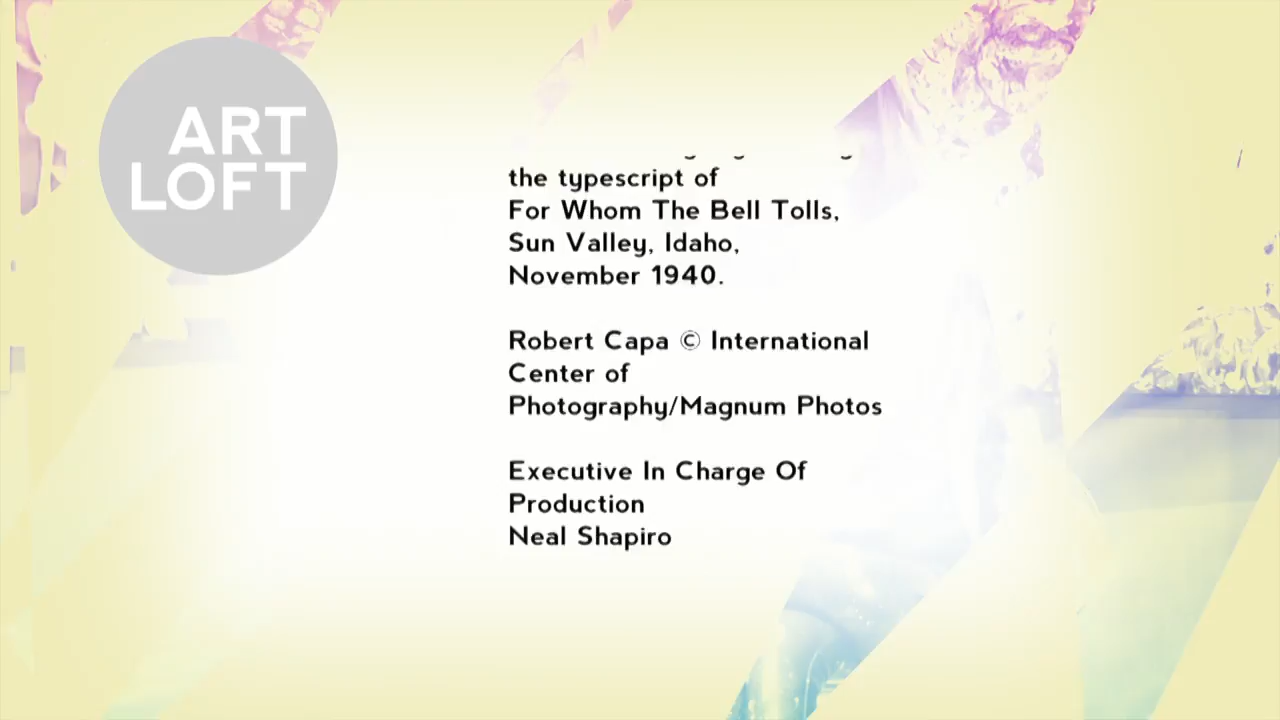 ART
LOFT
the typescript of
For Whom The Bell Tolls,
Sun Valley, Idaho,
November 1940.
Robert Capa © International
Center of
Photography/Magnum Photos
Executive In Charge Of
Production
Neal Shapiro